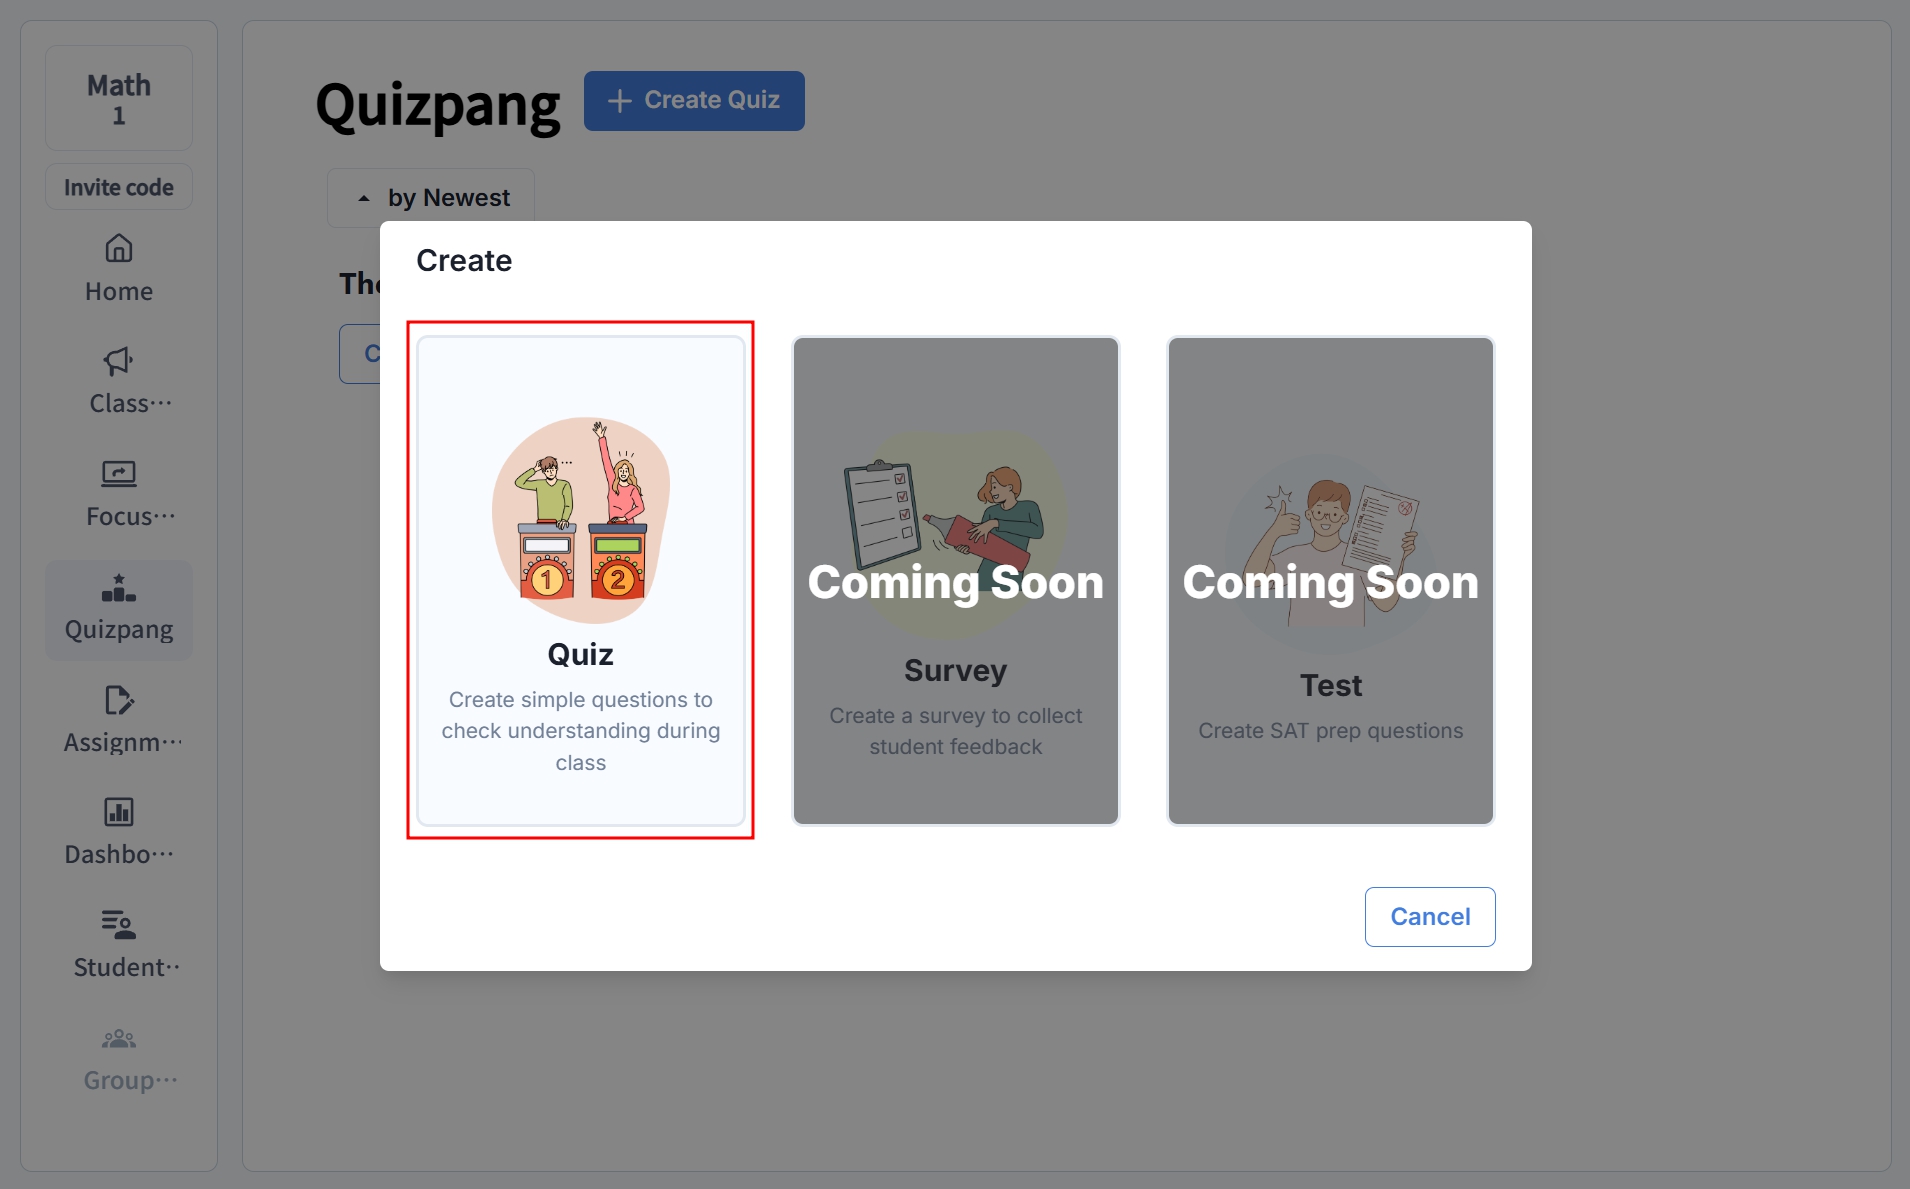 Math
1
Invite code
Home
Class···
Focus···
Quizpang
Assignm···
Dashbo···
Student··
Group···
Quizpang
+ Create Quiz
by Newest
Create
1
2
Quiz
Create simple questions to
check understanding during
class
Coming Soon
Survey
Create a survey to collect
student feedback
Coming Soon
Test
Create SAT prep questions
Cancel